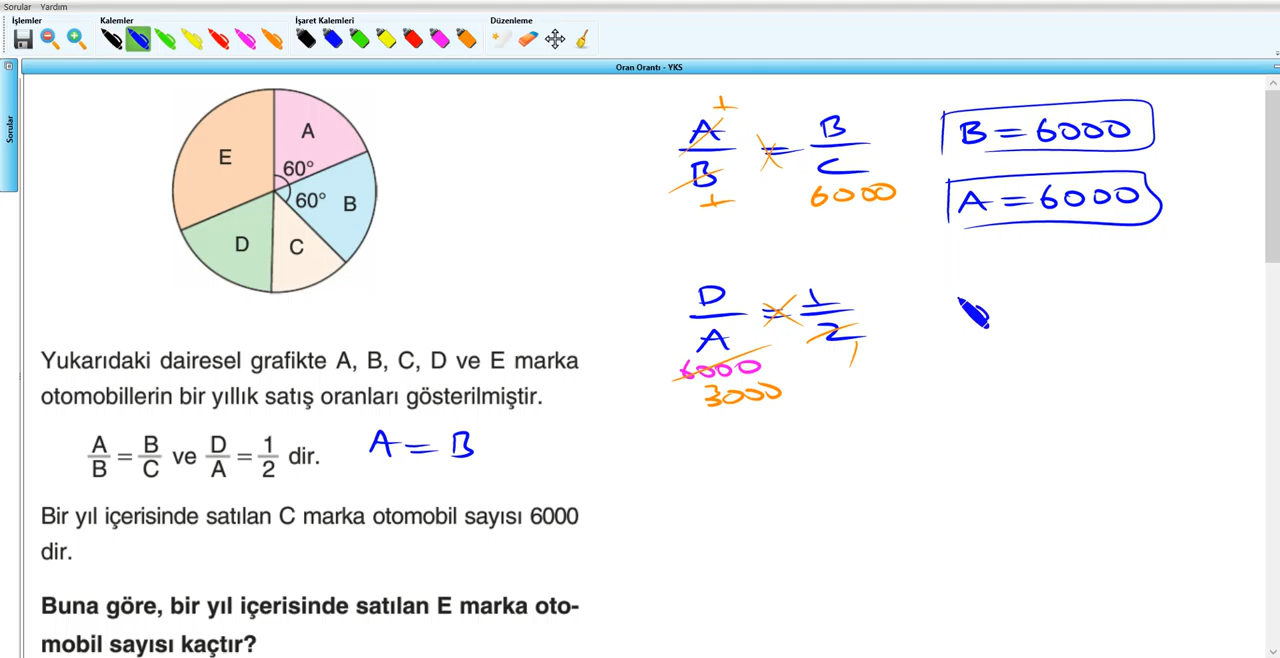 Sorular Yardım
İşlemler Kalemler İşaret Kalemleri Düzenleme
Oran Orantı - YKS
Sorular
E A
60°
60° B
D C
Yukarıdaki dairesel grafikte A, B, C, D ve E marka
otomobillerin bir yıllık satış oranları gösterilmiştir.
A/B = B/C ve D/A = 1/2 dir.
A = B
Bir yıl içerisinde satılan C marka otomobil sayısı 6000
dir.
Buna göre, bir yıl içerisinde satılan E marka oto-
mobil sayısı kaçtır?
1
A/B = B/C
1 6000
B = 6000
A = 6000
D/A = 1/2
6000 1
3000